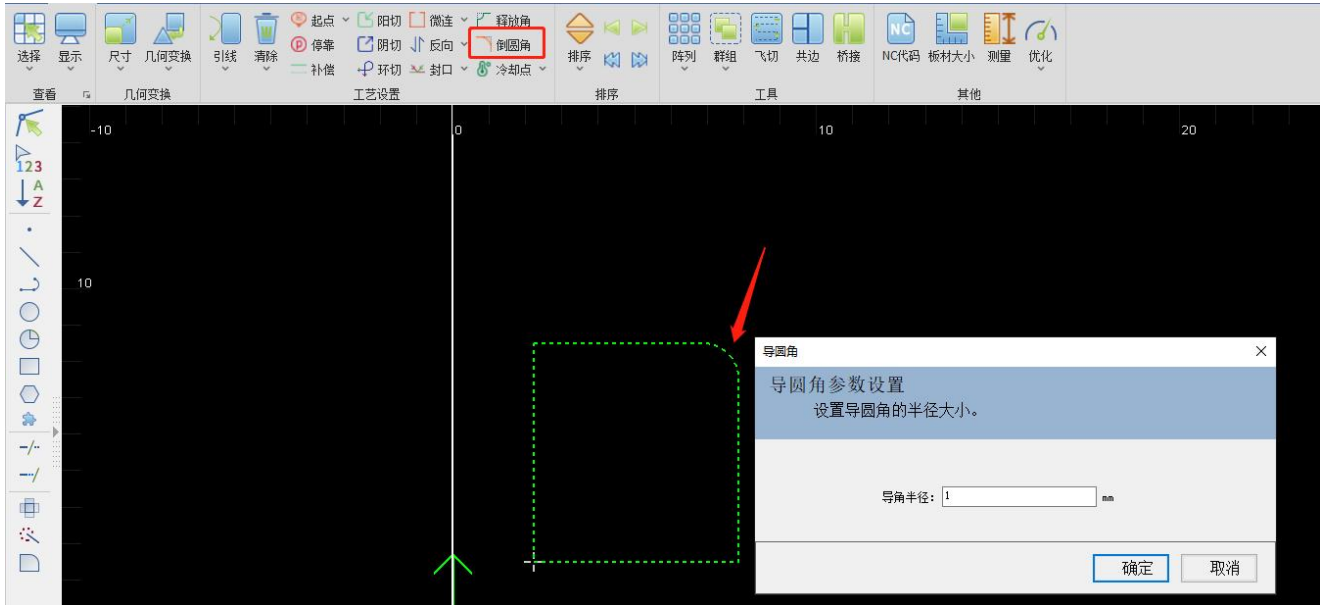 起点 阳切 微连 释放角
停靠 阴切 反向 倒圆角
补偿 环切 封口 冷却点
选择 显示 尺寸 几何变换 引线 清除 排序 阵列 群组 飞切 共边 桥接 NC代码 板材大小 测量 优化
NC
查看 几何变换 工艺设置 排序 工具 其他
-10 0 10 20
123
A
Z
10
导圆角
导圆角参数设置
设置导圆角的半径大小。
导角半径: 1 mm
确定 取消